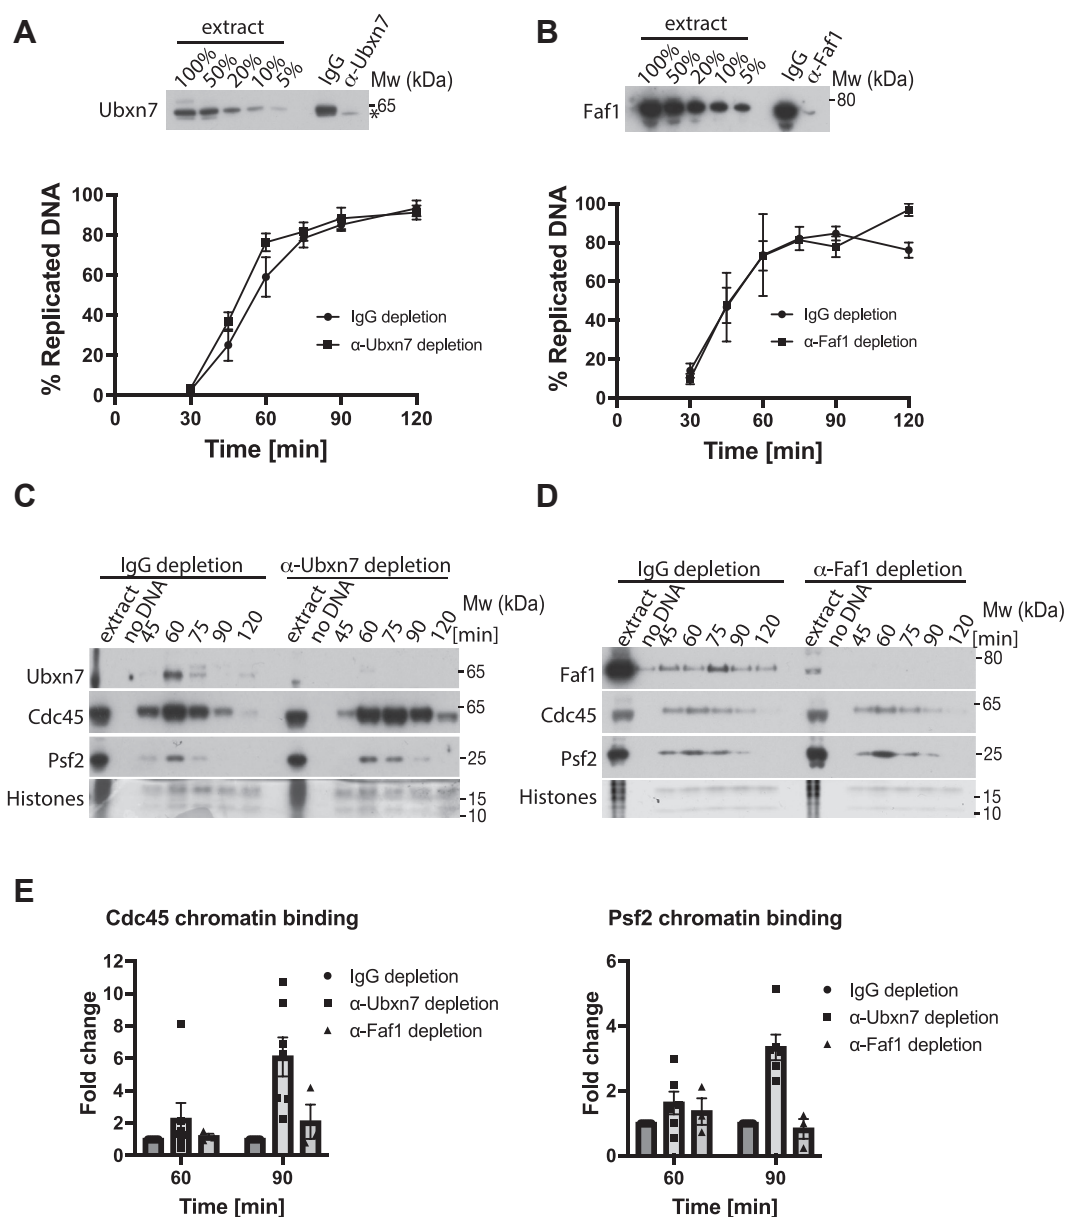 A
extract
100% 50% 20% 10% 5% IgG α-Ubxn7 Mw (kDa)
Ubxn7
-65
*
% Replicated DNA
100
80
60
40
20
0
IgG depletion
α-Ubxn7 depletion
0 30 60 90 120
Time [min]
B
extract
100% 50% 20% 10% 5% IgG α-Faf1 Mw (kDa)
Faf1
-80
% Replicated DNA
100
80
60
40
20
0
IgG depletion
α-Faf1 depletion
0 30 60 90 120
Time [min]
C
IgG depletion α-Ubxn7 depletion
Mw (kDa)
extract no DNA 45 60 75 90 120 extract no DNA 45 60 75 90 120 [min]
Ubxn7 -65
Cdc45 -65
Psf2 -25
Histones -15
-10
D
IgG depletion α-Faf1 depletion
Mw (kDa)
extract no DNA 45 60 75 90 120 extract no DNA 45 60 75 90 120 [min]
Faf1 -80
Cdc45 -65
Psf2 -25
Histones -15
-10
E
Cdc45 chromatin binding
Fold change
12
10
8
6
4
2
0
IgG depletion
α-Ubxn7 depletion
α-Faf1 depletion
60 90
Time [min]
Psf2 chromatin binding
Fold change
6
4
2
0
IgG depletion
α-Ubxn7 depletion
α-Faf1 depletion
60 90
Time [min]